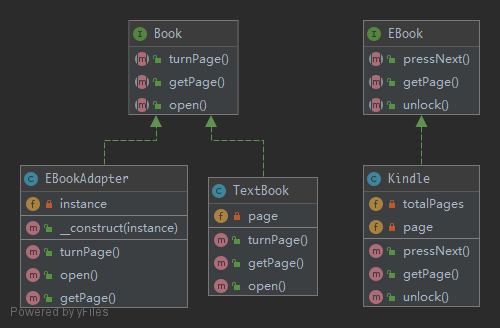 Book
turnPage()
getPage()
open()
EBook
pressNext()
getPage()
unlock()
EBookAdapter
instance
__construct(instance)
turnPage()
open()
getPage()
TextBook
page
turnPage()
getPage()
open()
Kindle
totalPages
page
pressNext()
getPage()
unlock()
Powered by yFiles